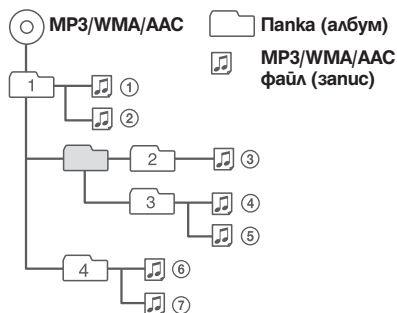 MP3/WMA/AAC
Папка (албум)
MP3/WMA/AAC
файл (запис)
1
①
②
2
③
3
④
⑤
4
⑥
⑦